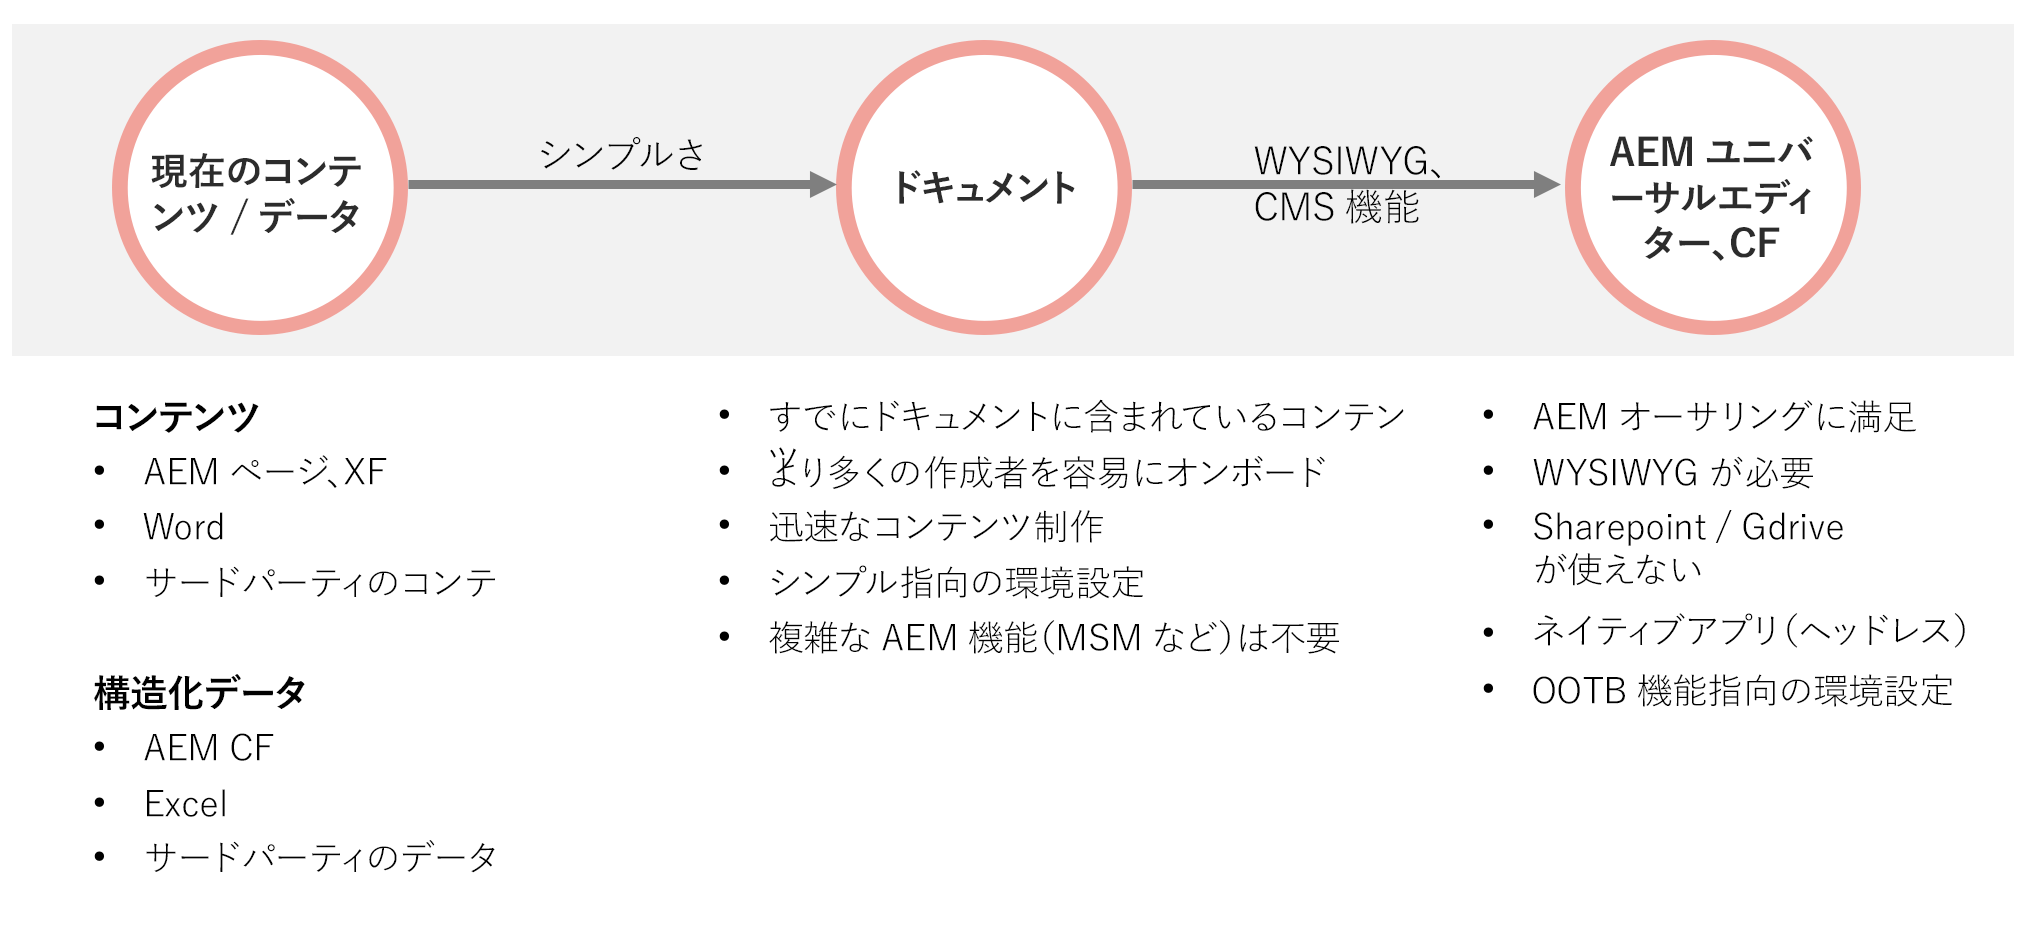 現在のコンテ
ンツ / データ
シンプルさ
ドキュメント
WYSIWYG、
CMS 機能
AEM ユニバ
ーサルエディ
ター、CF
コンテンツ
• AEM ページ、XF
• Word
• サードパーティのコンテ
構造化データ
• AEM CF
• Excel
• サードパーティのデータ
• すでにドキュメントに含まれているコンテン
ツ
• より多くの作成者を容易にオンボード
• 迅速なコンテンツ制作
• シンプル指向の環境設定
• 複雑な AEM 機能（MSM など）は不要
• AEM オーサリングに満足
• WYSIWYG が必要
• Sharepoint / Gdrive
が使えない
• ネイティブアプリ（ヘッドレス）
• OOTB 機能指向の環境設定